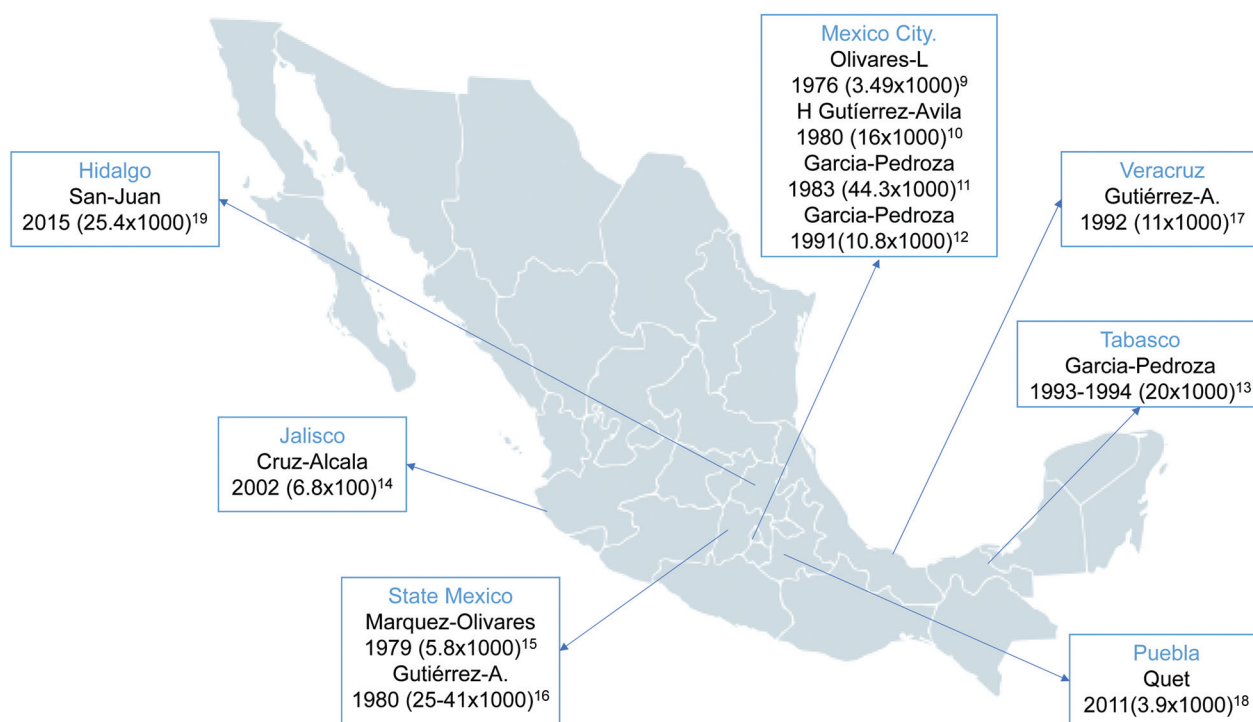 Mexico City.
Olivares-L
1976 (3.49x1000)⁹
H Gutíerrez-Avila
1980 (16x1000)¹⁰
Garcia-Pedroza
1983 (44.3x1000)¹¹
Garcia-Pedroza
1991(10.8x1000)¹²
Hidalgo
San-Juan
2015 (25.4x1000)¹⁹
Veracruz
Gutiérrez-A.
1992 (11x1000)¹⁷
Tabasco
Garcia-Pedroza
1993-1994 (20x1000)¹³
Jalisco
Cruz-Alcala
2002 (6.8x100)¹⁴
State Mexico
Marquez-Olivares
1979 (5.8x1000)¹⁵
Gutiérrez-A.
1980 (25-41x1000)¹⁶
Puebla
Quet
2011(3.9x1000)¹⁸